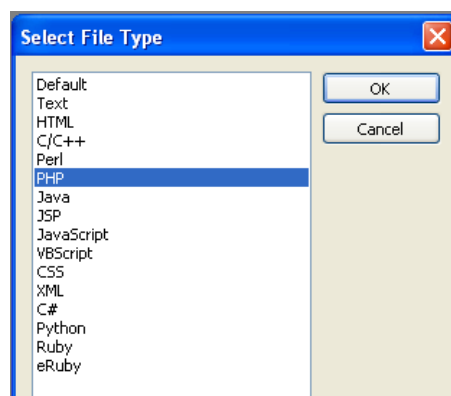 Select File Type
Default
Text
HTML
C/C++
Perl
PHP
Java
JSP
JavaScript
VBScript
CSS
XML
C#
Python
Ruby
eRuby
OK
Cancel